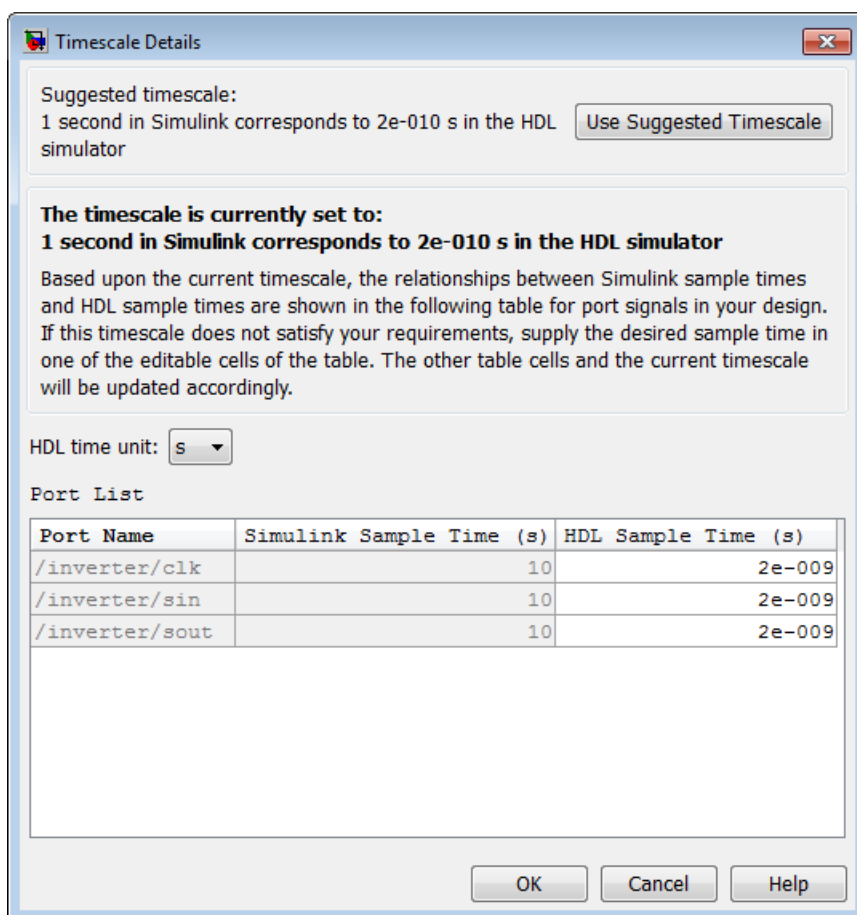 Timescale Details
Suggested timescale:
1 second in Simulink corresponds to 2e-010 s in the HDL
simulator
Use Suggested Timescale
The timescale is currently set to:
1 second in Simulink corresponds to 2e-010 s in the HDL simulator
Based upon the current timescale, the relationships between Simulink sample times
and HDL sample times are shown in the following table for port signals in your design.
If this timescale does not satisfy your requirements, supply the desired sample time in
one of the editable cells of the table. The other table cells and the current timescale
will be updated accordingly.
HDL time unit: s
Port List
Port Name Simulink Sample Time (s) HDL Sample Time (s)
/inverter/clk 10 2e-009
/inverter/sin 10 2e-009
/inverter/sout 10 2e-009
OK Cancel Help